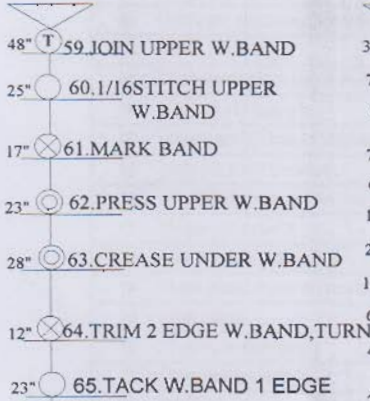 48" T 59.JOIN UPPER W.BAND
25" 60.1/16STITCH UPPER
W.BAND
17" 61.MARK BAND
23" 62.PRESS UPPER W.BAND
28" 63.CREASE UNDER W.BAND
12" 64.TRIM 2 EDGE W.BAND,TURN
23" 65.TACK W.BAND 1 EDGE